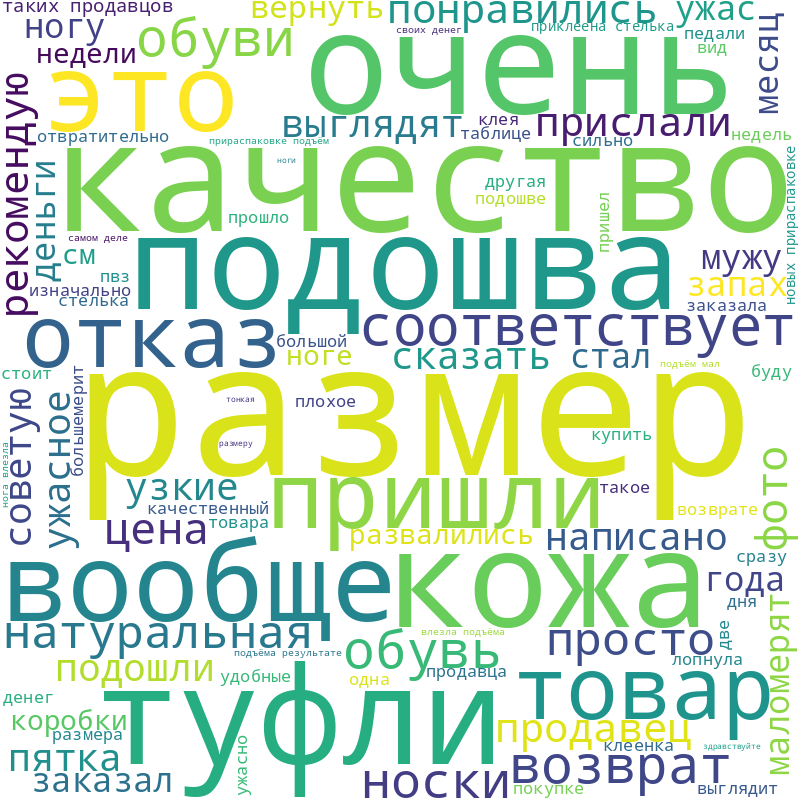 таких продавцов
вернуть
понравились
ужас
ногу
обуви
очень
своих денег
приклеена стелька
педали
вид
месяц
недели
это
выглядят
клея
таблице
прислали
сильно
недель
рекомендую
отвратительно
прираспаковке подъём
ноги
качество
деньги
другая
подошве
прошло
пришел
новых прираспаковке
самом деле
см
пвз
подошва
мужу
изначально
стелька
запах
заказала
отказ
большой
соответствует
ноге
сказать
стал
подъём мал
буду
стоит
большемерит
размер
тонкая
плохое
размеру
купить
советую
ужасное
нога влезла
узкие
пришли
такое
качественный
товара
возврате
фото
цена
развалились
написано
сразу
вообще
кожа
года
дня
натуральная
влезла подъёма
обувь
просто
две
маломерят
подъёма результате
лопнула
подошли
удобные
одна
продавца
туфли
товар
денег
коробки
размера
продавец
клеенка
здравствуйте
пятка
ужасно
заказал
носки
возврат
покупке
выглядит